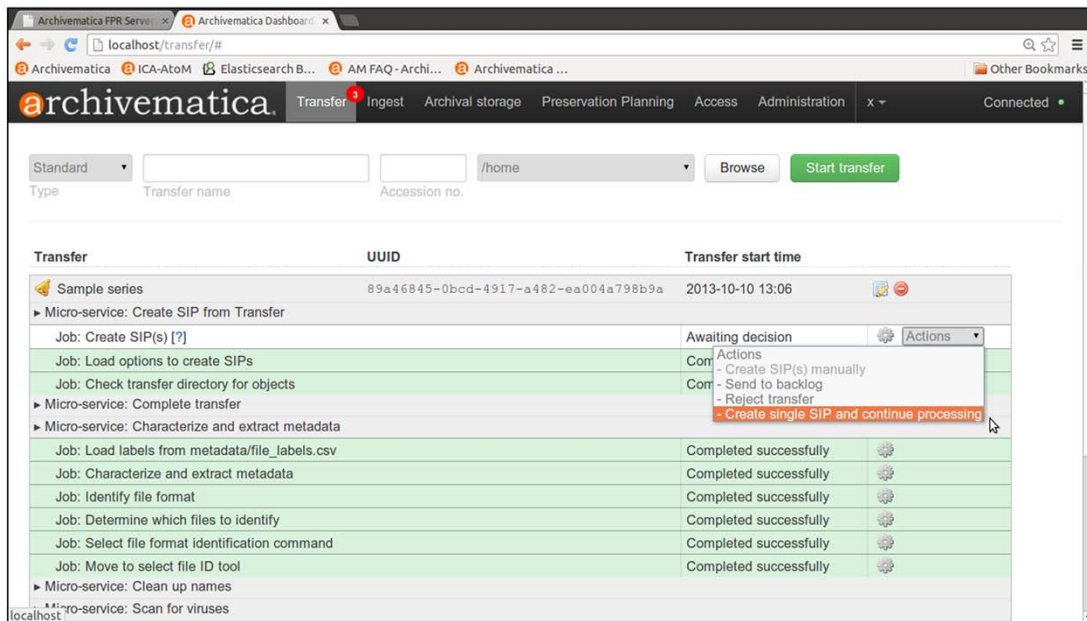 Archivematica FPR Server
Archivematica Dashboard
localhost/transfer/#
Archivematica ICA-AtoM Elasticsearch B... AM FAQ - Archi... Archivematica ... Other Bookmarks
archivematica. Transfer 3 Ingest Archival storage Preservation Planning Access Administration x Connected
Standard /home Browse Start transfer
Type Transfer name Accession no.
Transfer UUID Transfer start time
Sample series 89a46845-0bcd-4917-a482-ea004a798b9a 2013-10-10 13:06
Micro-service: Create SIP from Transfer
Job: Create SIP(s) [?] Awaiting decision Actions
Job: Load options to create SIPs Com
Job: Check transfer directory for objects Com
Actions
- Create SIP(s) manually
- Send to backlog
- Reject transfer
- Create single SIP and continue processing
Micro-service: Complete transfer
Micro-service: Characterize and extract metadata
Job: Load labels from metadata/file_labels.csv Completed successfully
Job: Characterize and extract metadata Completed successfully
Job: Identify file format Completed successfully
Job: Determine which files to identify Completed successfully
Job: Select file format identification command Completed successfully
Job: Move to select file ID tool Completed successfully
Micro-service: Clean up names
Micro-service: Scan for viruses
localhost